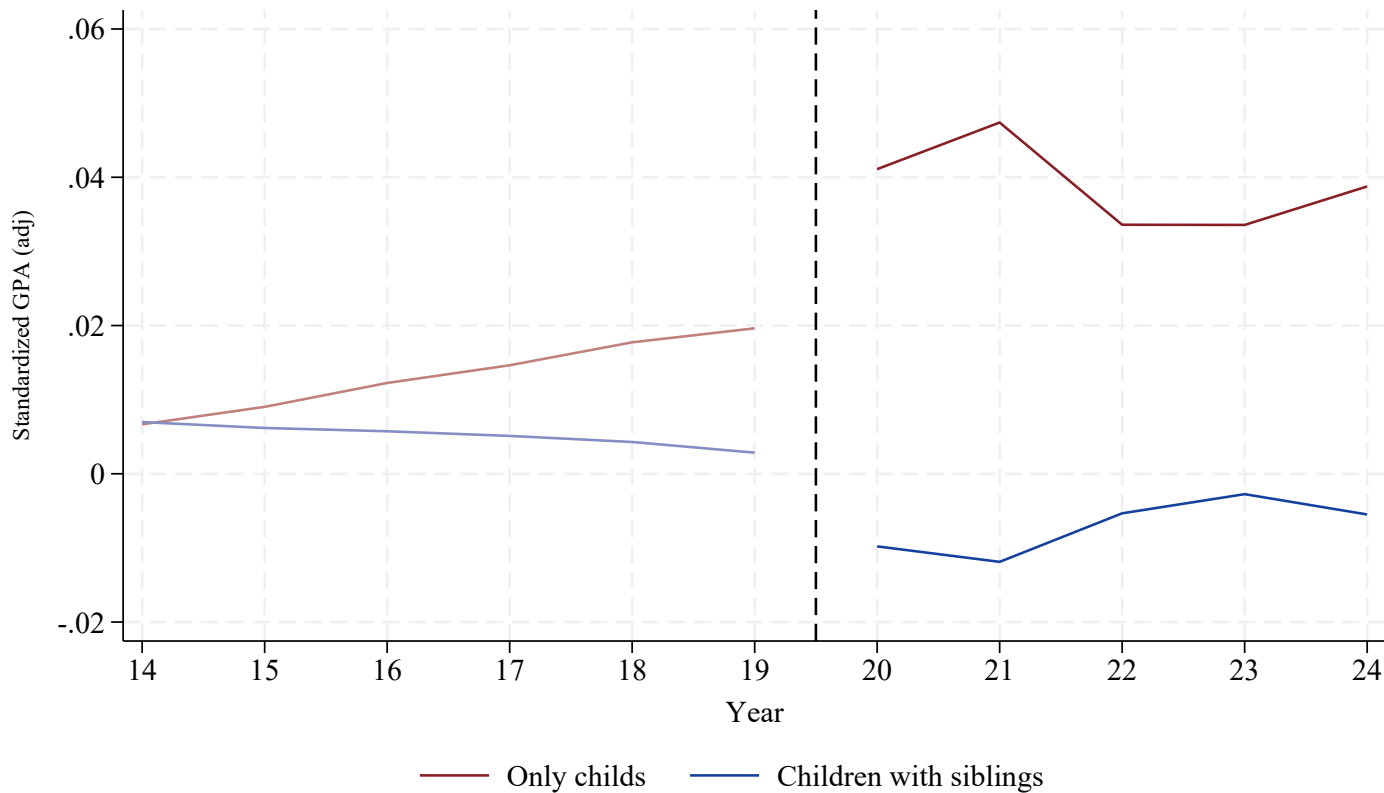 .06
.04
.02
0
-.02
Standardized GPA (adj)
14 15 16 17 18 19 20 21 22 23 24
Year
Only childs Children with siblings